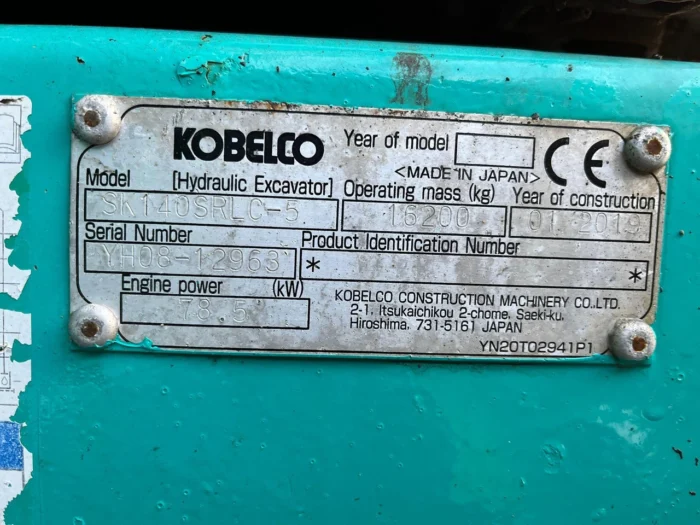 KOBELCO
Year of model
<MADE IN JAPAN>
CE
Model [Hydraulic Excavator] Operating mass (kg) Year of construction
SK140SRLC-5 16200 01 2019
Serial Number Product Identification Number
YH08-12963 * *
Engine power (kW)
78.5
KOBELCO CONSTRUCTION MACHINERY CO.,LTD.
2-1, Itsukaichikou 2-chome, Saeki-ku,
Hiroshima, 731-5161 JAPAN
YN20T02941P1